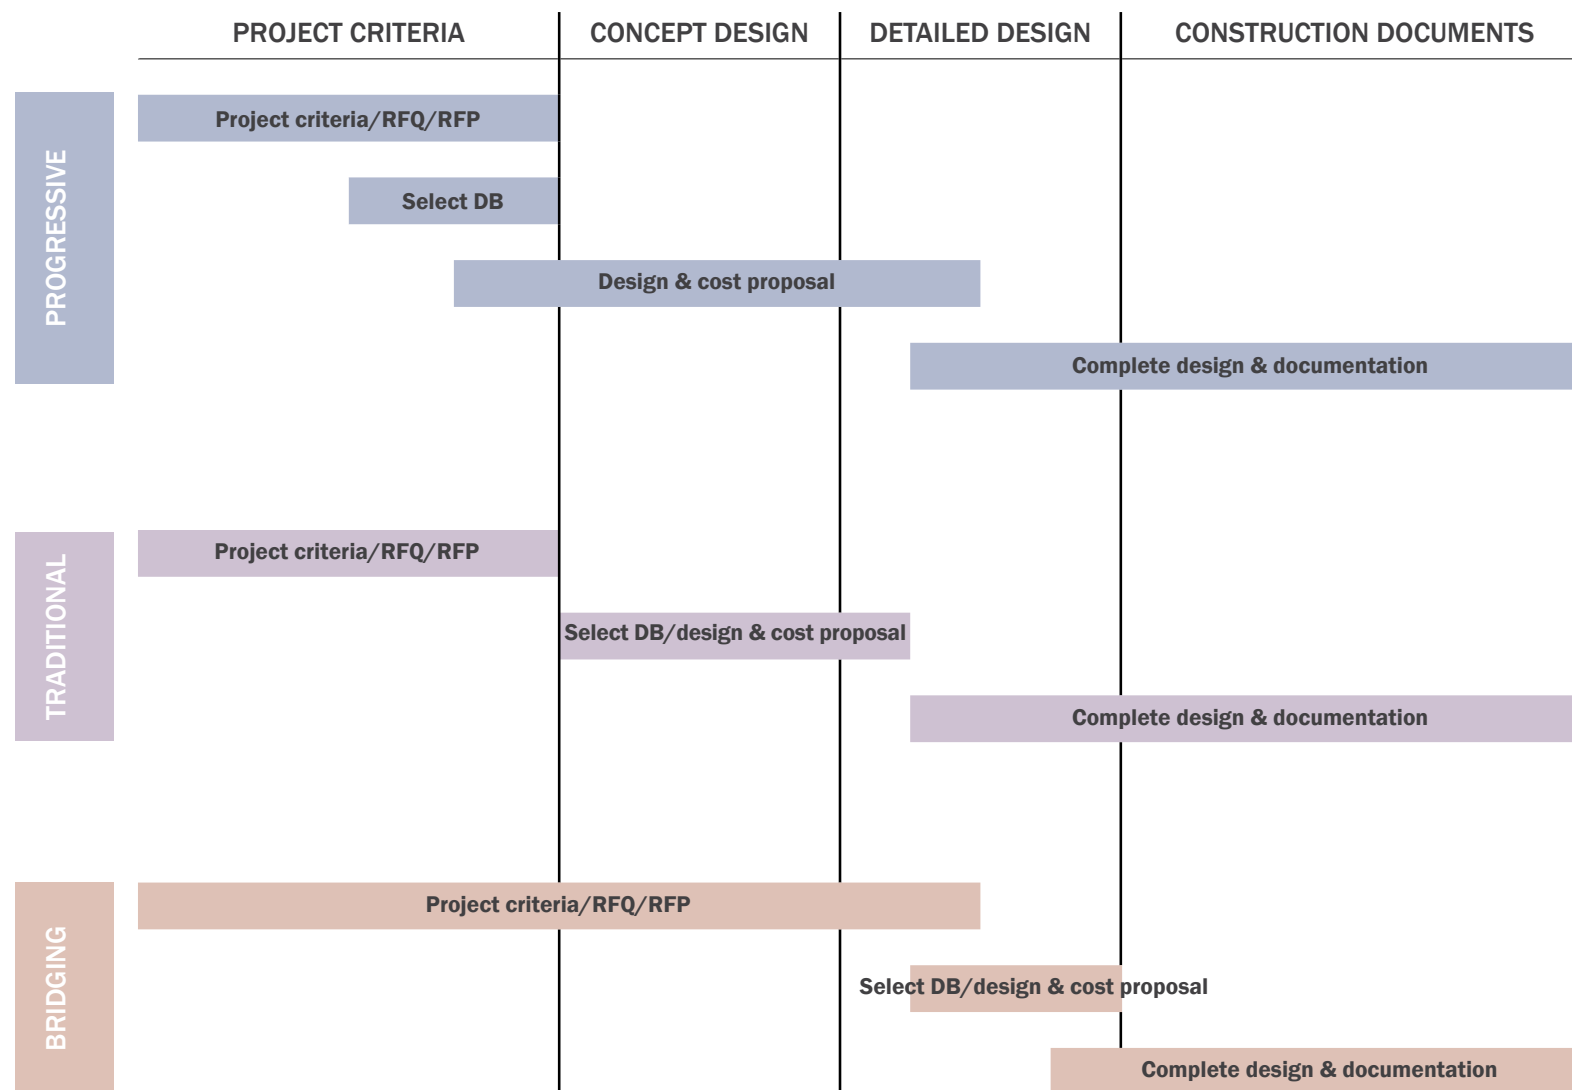 PROJECT CRITERIA
CONCEPT DESIGN
DETAILED DESIGN
CONSTRUCTION DOCUMENTS
PROGRESSIVE
Project criteria/RFQ/RFP
Select DB
Design & cost proposal
Complete design & documentation
TRADITIONAL
Project criteria/RFQ/RFP
Select DB/design & cost proposal
Complete design & documentation
BRIDGING
Project criteria/RFQ/RFP
Select DB/design & cost proposal
Complete design & documentation